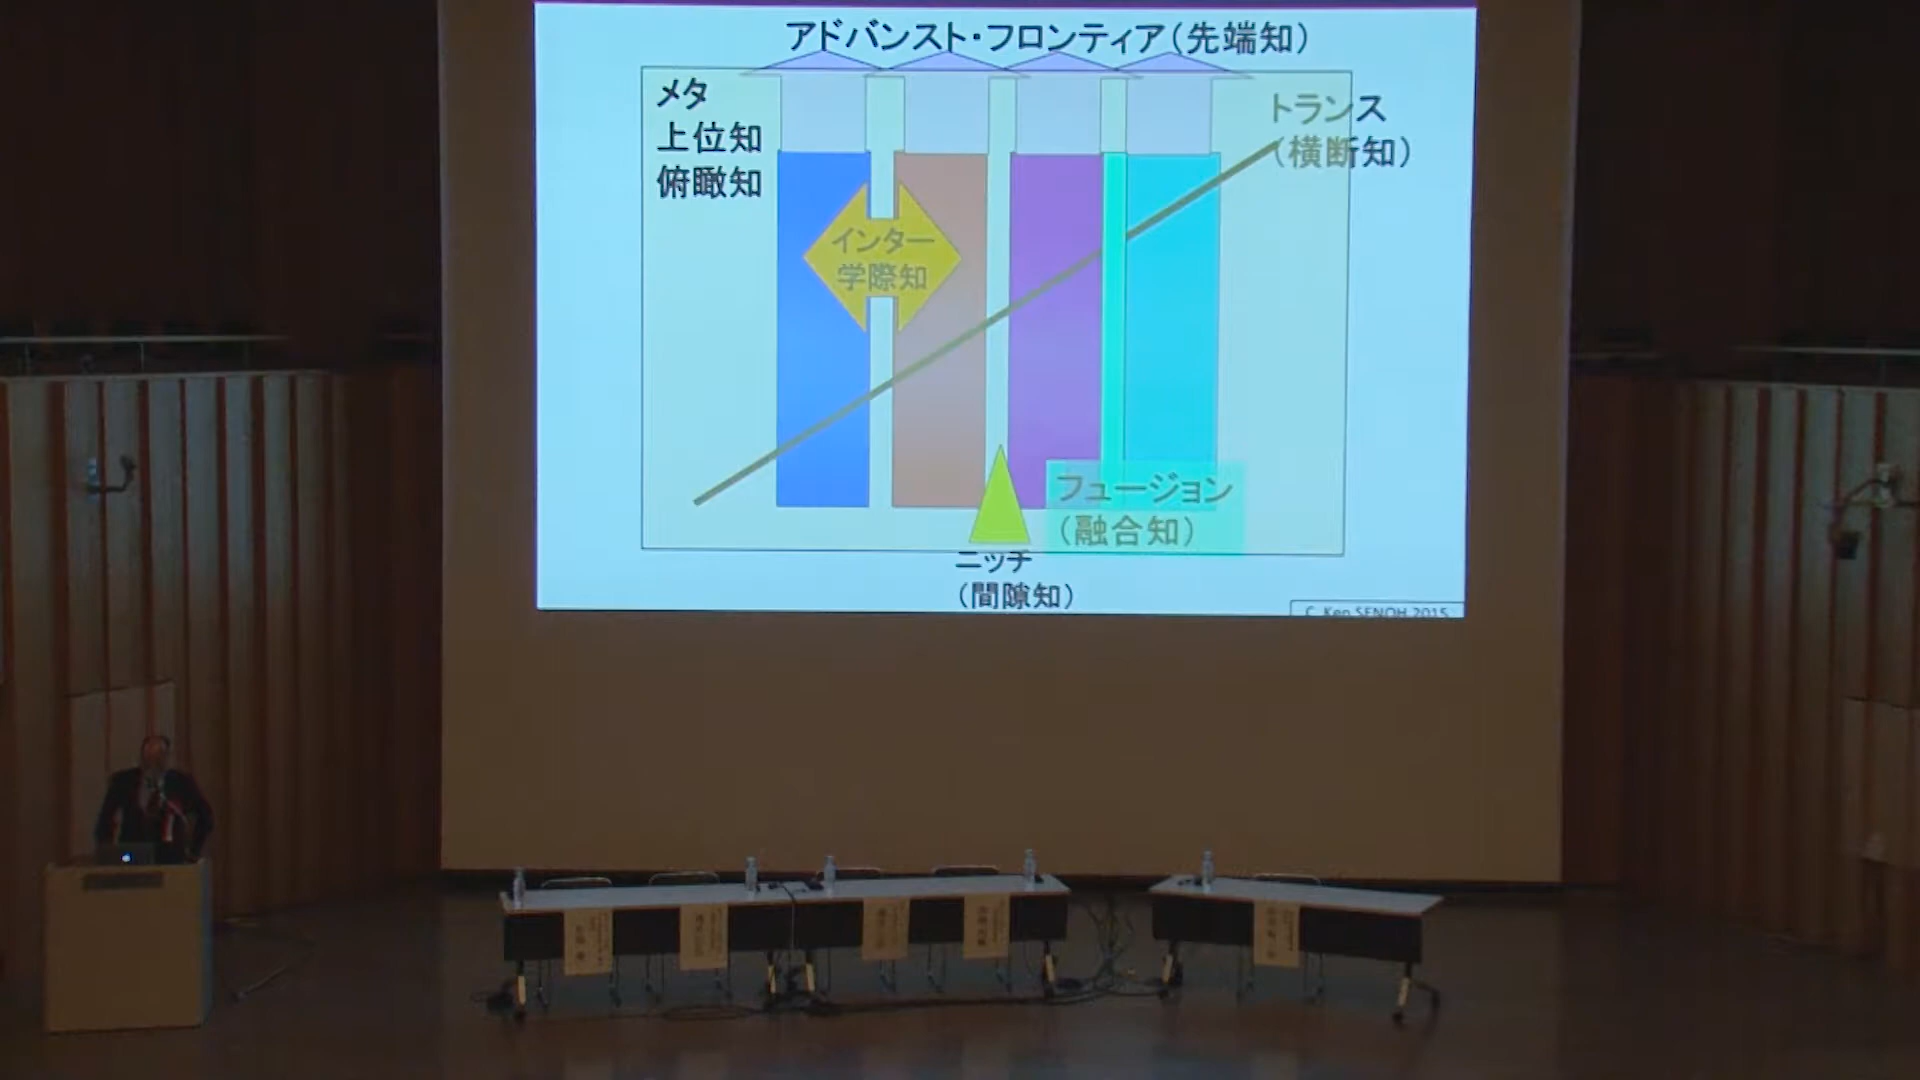 アドバンスト・フロンティア(先端知)
メタ
上位知
俯瞰知
トランス
(横断知)
インター
学際知
フュージョン
(融合知)
ニッチ
(間隙知)
C. Ken SENOH 2015